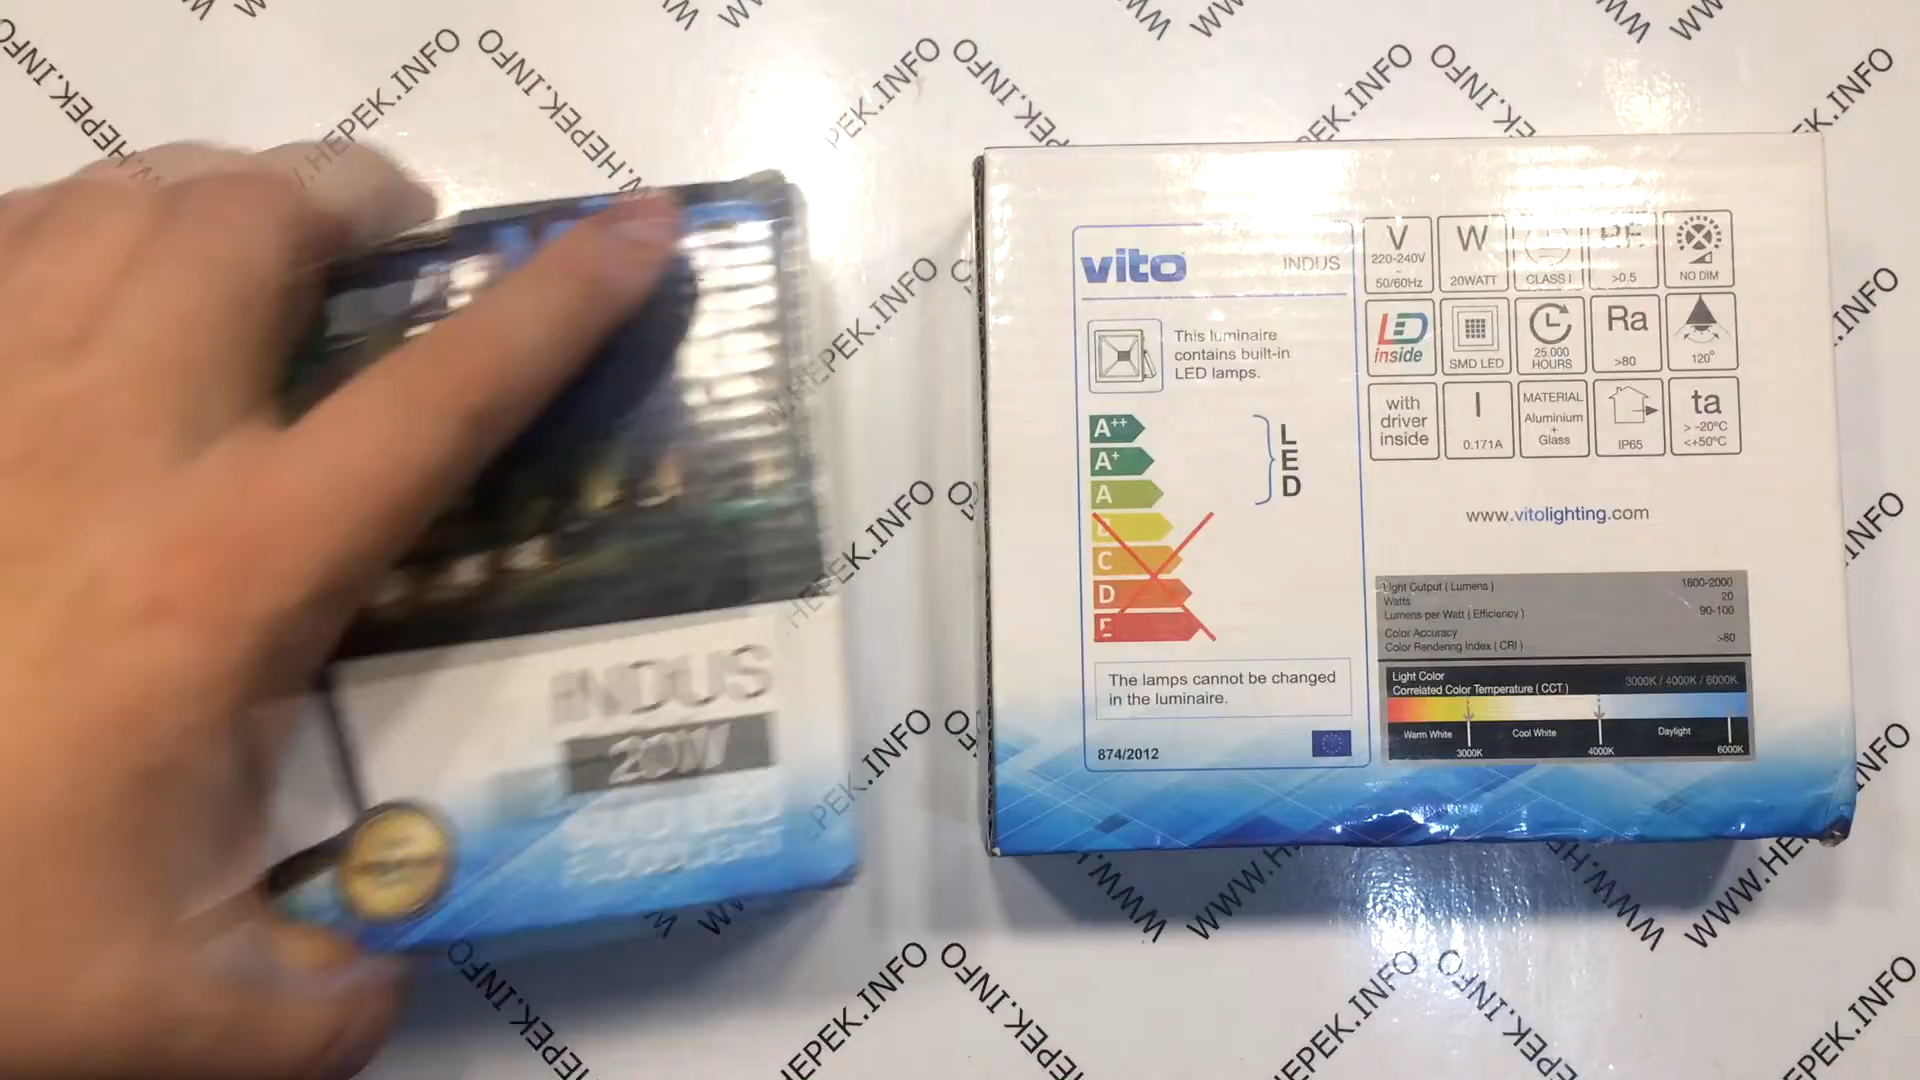 WWW.HEPEK.INFO
INDUS
20W
vito
INDUS
This luminaire
contains built-in
LED lamps.
A++
A+
A
C
D
E
LED
The lamps cannot be changed
in the luminaire.
874/2012
V
220-240V
~
50/60Hz
W
20WATT
CLASS I
PF
>0.5
NO DIM
LED
inside
SMD LED
25.000
HOURS
Ra
>80
120°
with
driver
inside
I
0.171A
MATERIAL
Aluminium
+
Glass
IP65
ta
> -20°C
<+50°C
www.vitolighting.com
Light Output ( Lumens ) 1800-2000
Watts 20
Lumens per Watt ( Efficiency ) 90-100
Color Accuracy
Color Rendering Index ( CRI ) >80
Light Color
Correlated Color Temperature ( CCT ) 3000K / 4000K / 6000K
Warm White Cool White Daylight
3000K 4000K 6000K